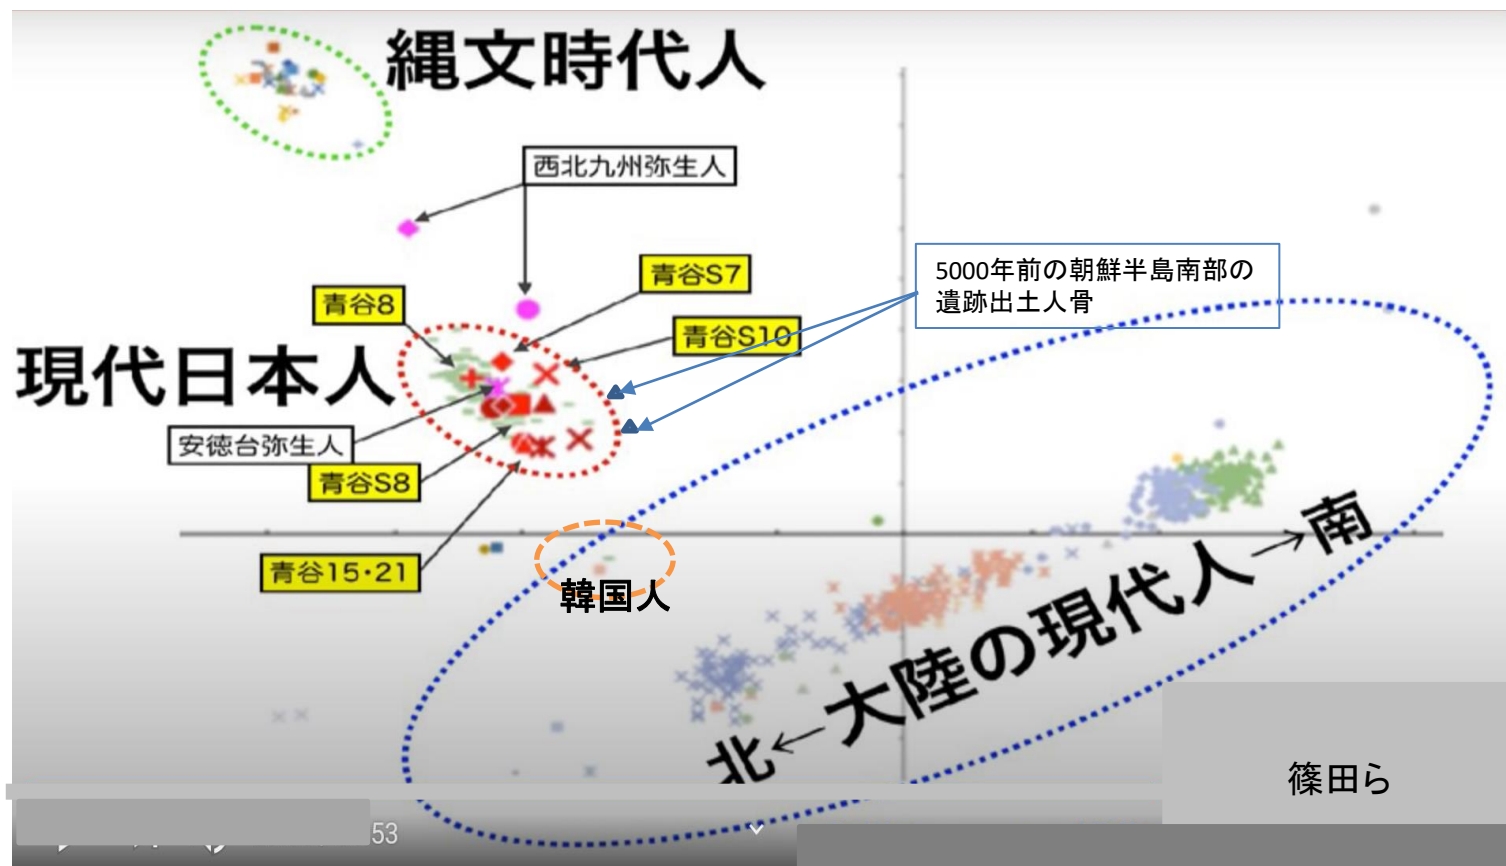 縄文時代人
西北九州弥生人
青谷S7
5000年前の朝鮮半島南部の
遺跡出土人骨
青谷8
青谷S10
現代日本人
安徳台弥生人
青谷S8
青谷15・21
韓国人
北←大陸の現代人→南
篠田ら
53